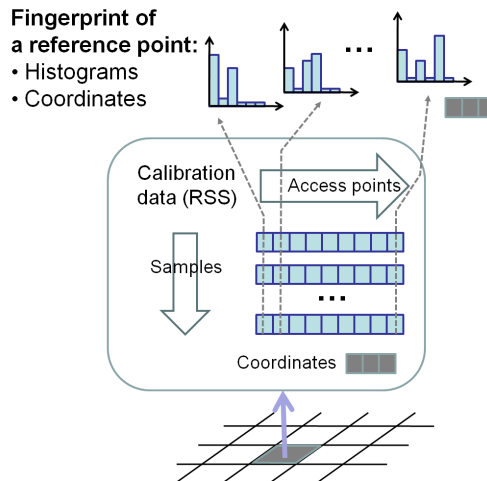 Fingerprint of
a reference point:
• Histograms
• Coordinates
...
Calibration
data (RSS)
Access points
Samples
...
Coordinates